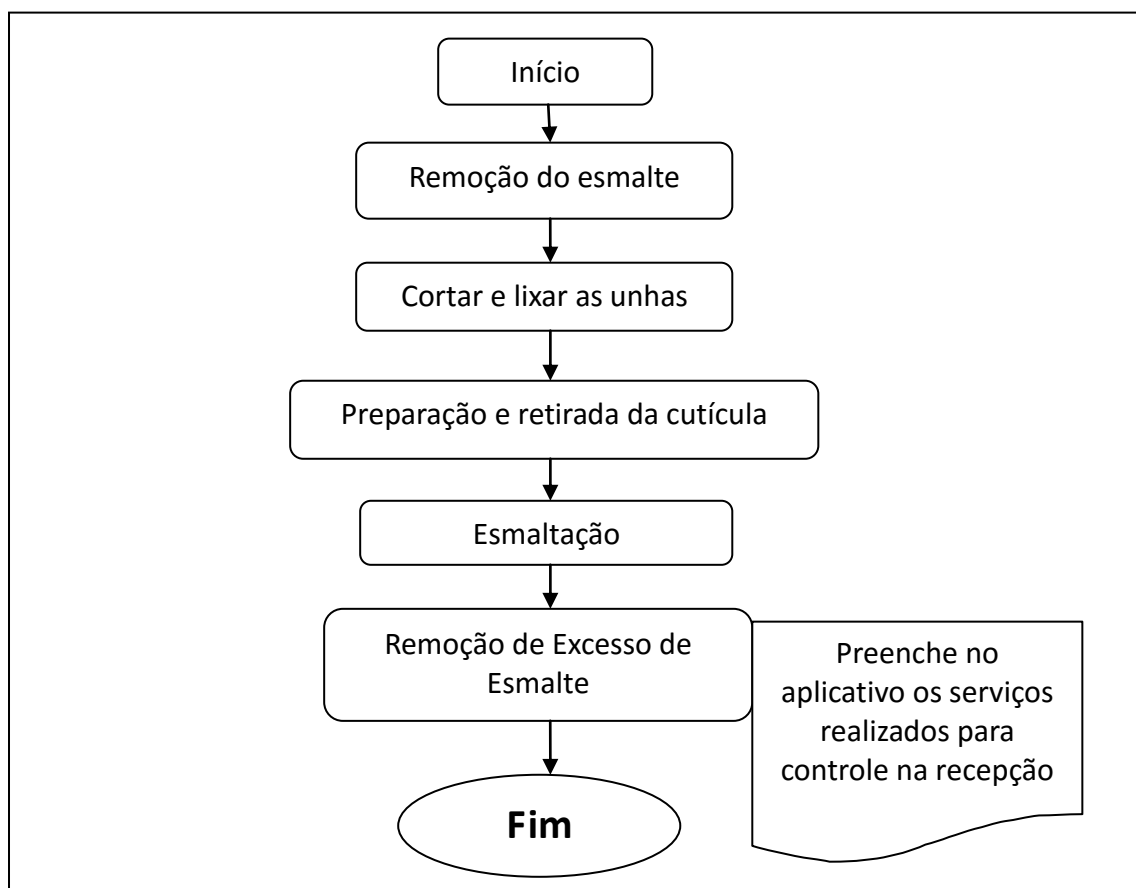 Início
Remoção do esmalte
Cortar e lixar as unhas
Preparação e retirada da cutícula
Esmaltação
Remoção de Excesso de
Esmalte
Preenche no
aplicativo os serviços
realizados para
controle na recepção
Fim